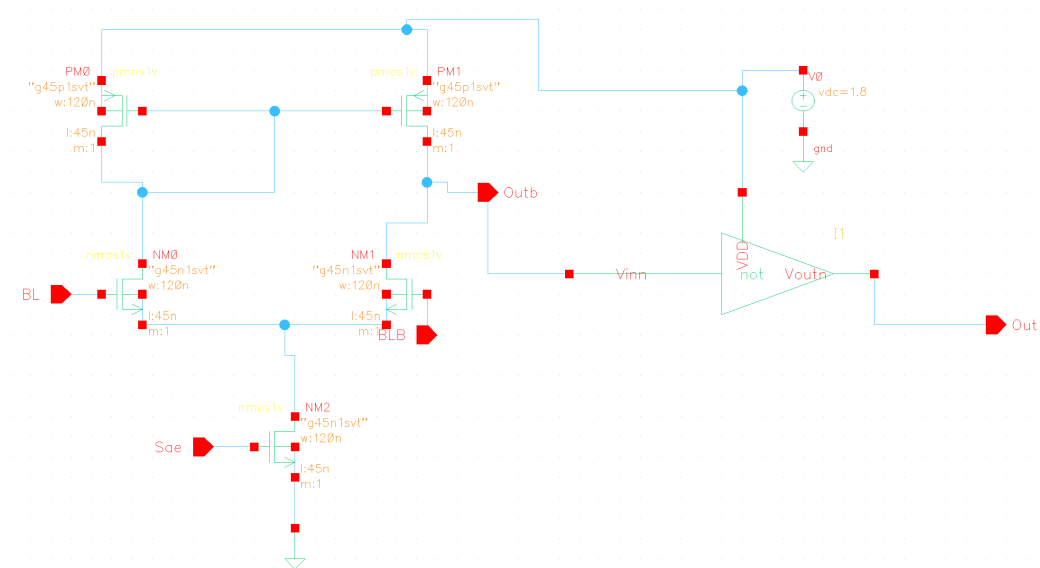 PM0
pmos1v
"g45p1svt"
w:120n
l:45n
m:1
pmos1v
PM1
"g45p1svt"
w:120n
l:45n
m:1
V0
vdc=1.8
gnd
Outb
nmos1v
NM0
"g45n1svt"
w:120n
l:45n
m:1
BL
NM1
nmos1v
"g45n1svt"
w:120n
l:45n
m:1
BLB
I1
VDD
Vinn
not
Voutn
Out
nmos1v
NM2
"g45n1svt"
w:120n
l:45n
m:1
Sae